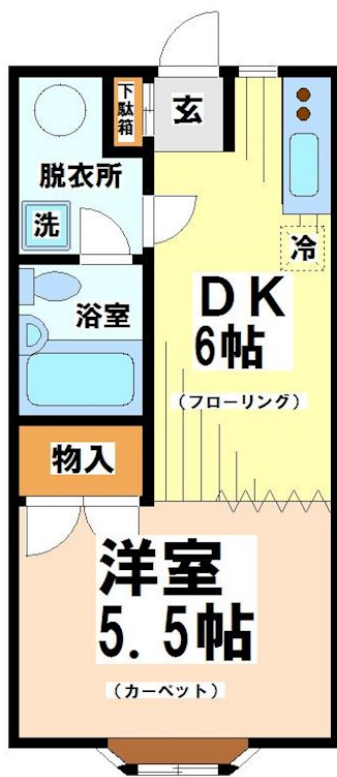 下駄箱
玄
脱衣所
洗
冷
浴室
DK
6帖
（フローリング）
物入
洋室
5.5帖
（カーペット）